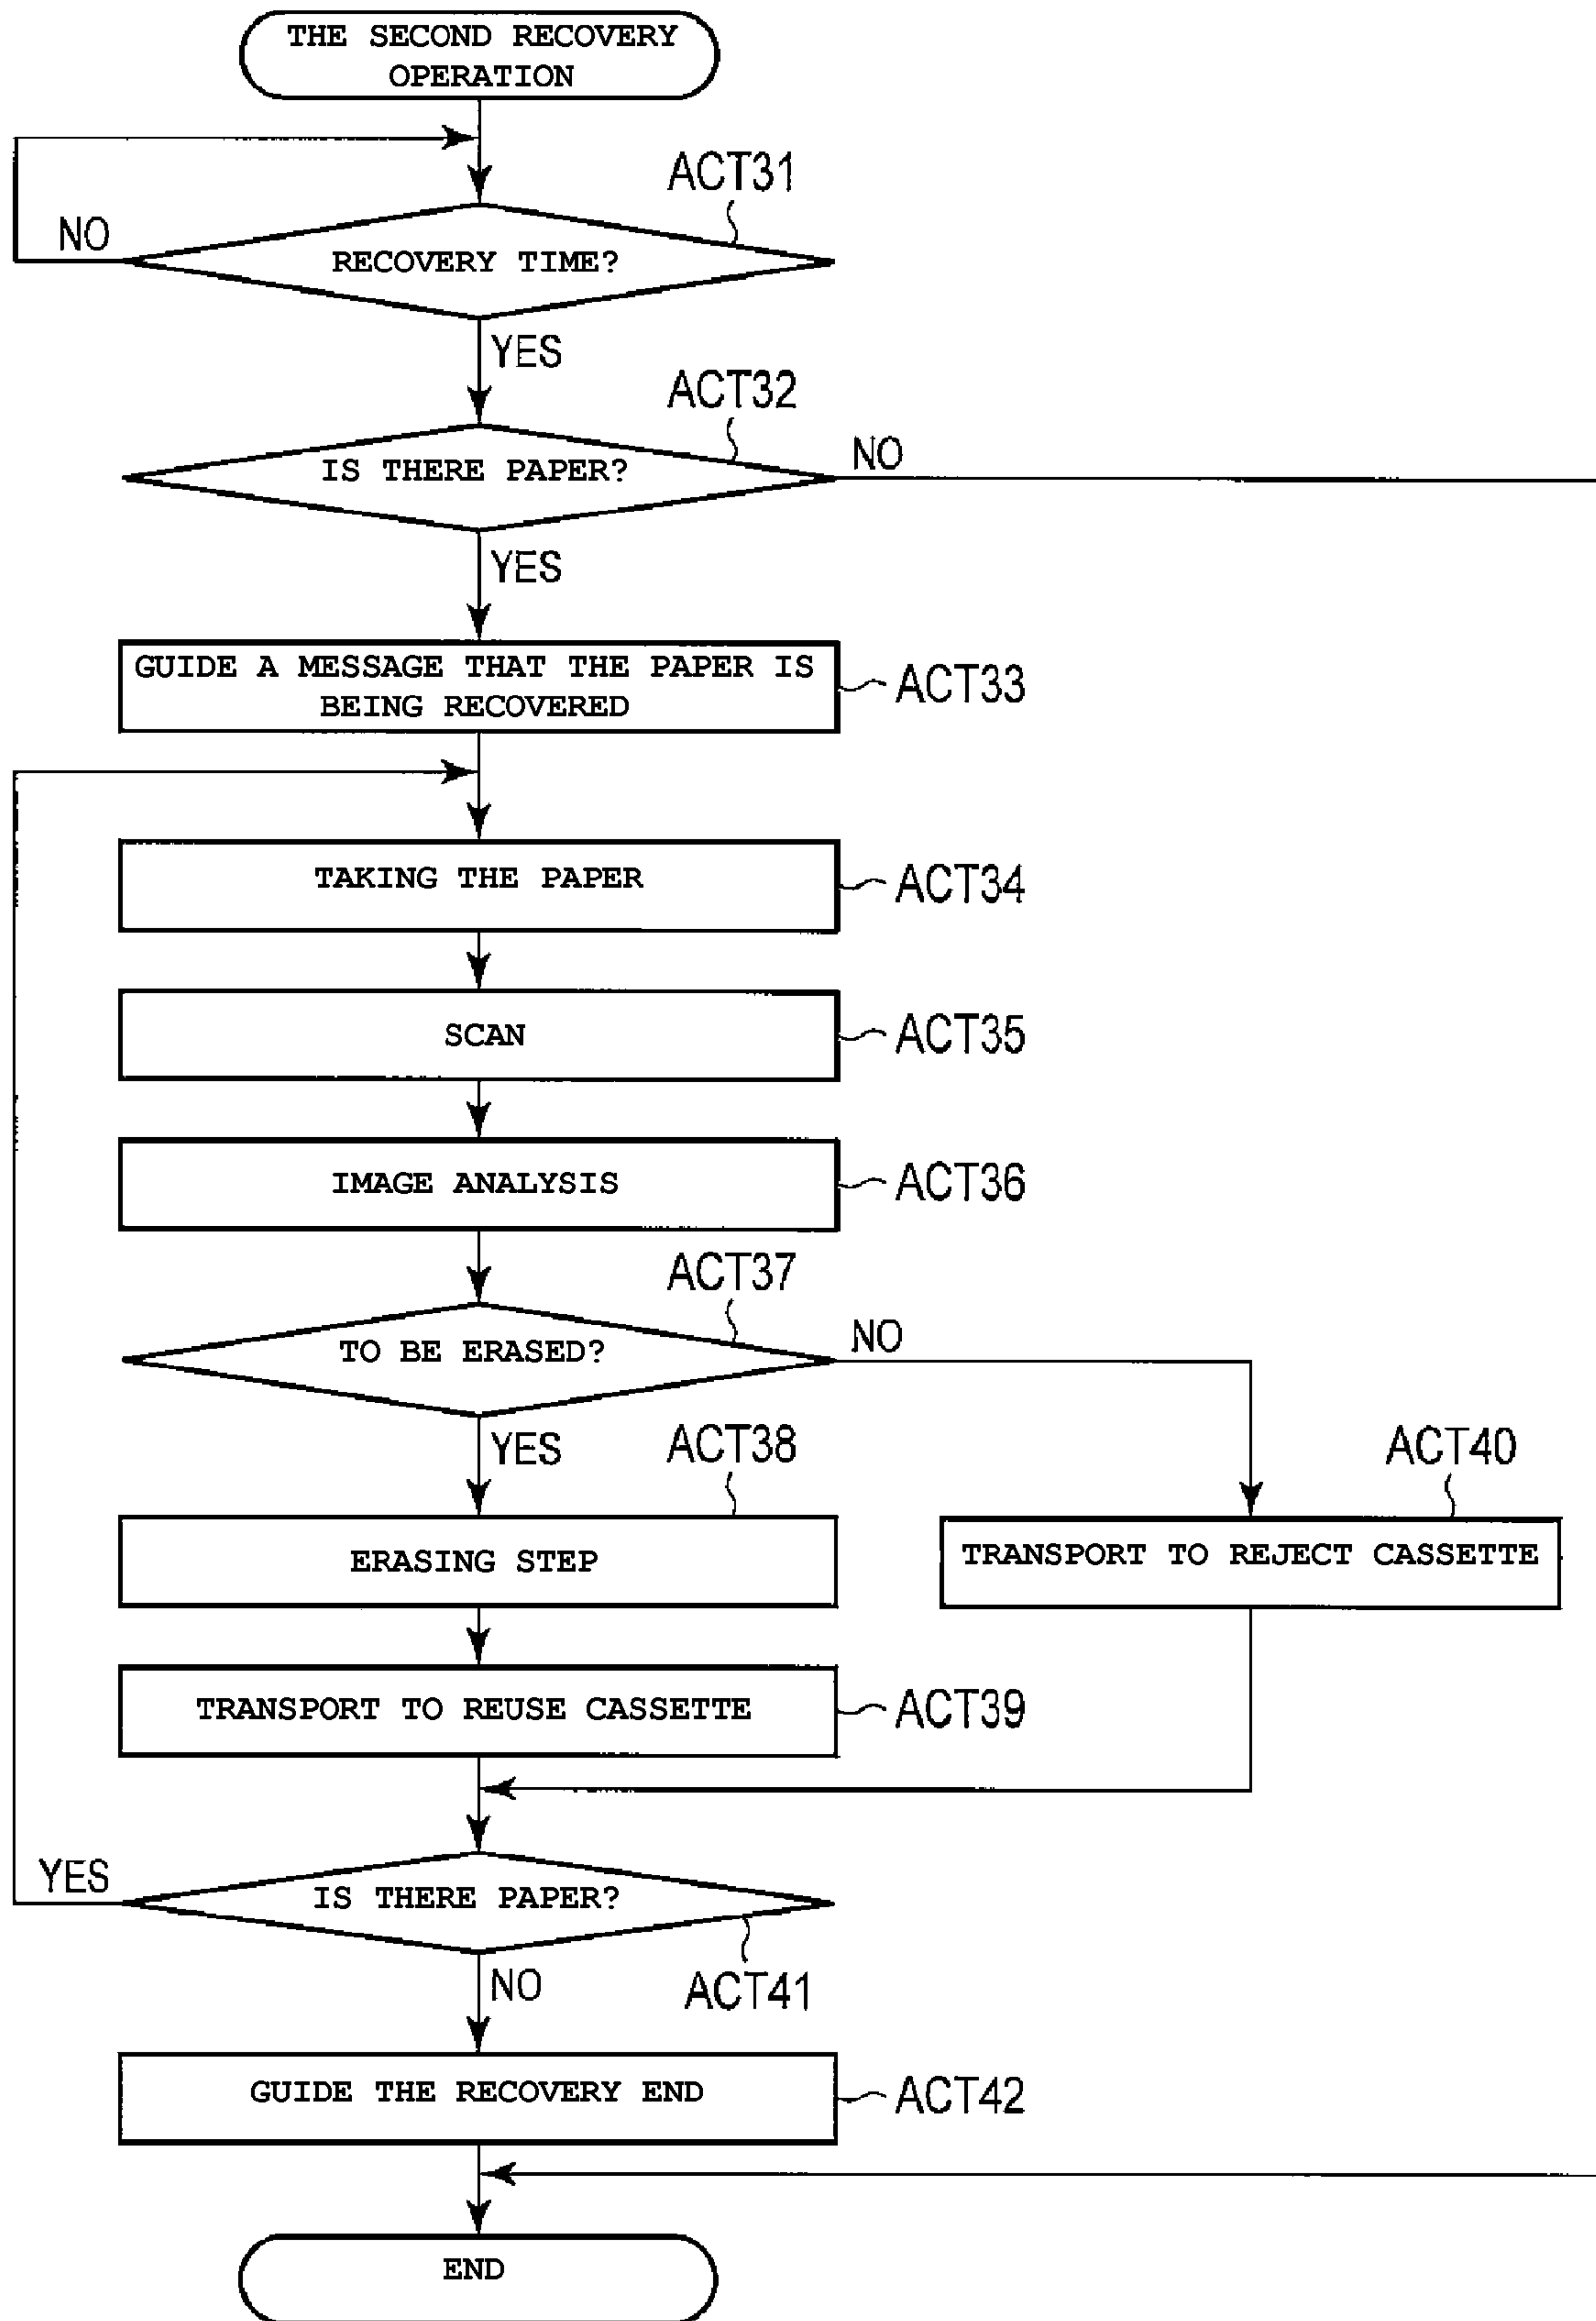 THE SECOND RECOVERY
OPERATION
ACT31
NO
RECOVERY TIME?
YES
ACT32
NO
IS THERE PAPER?
YES
GUIDE A MESSAGE THAT THE PAPER IS
BEING RECOVERED
ACT33
TAKING THE PAPER
ACT34
SCAN
ACT35
IMAGE ANALYSIS
ACT36
ACT37
NO
TO BE ERASED?
YES
ACT38
ACT40
ERASING STEP
TRANSPORT TO REJECT CASSETTE
TRANSPORT TO REUSE CASSETTE
ACT39
YES
IS THERE PAPER?
NO
ACT41
GUIDE THE RECOVERY END
ACT42
END